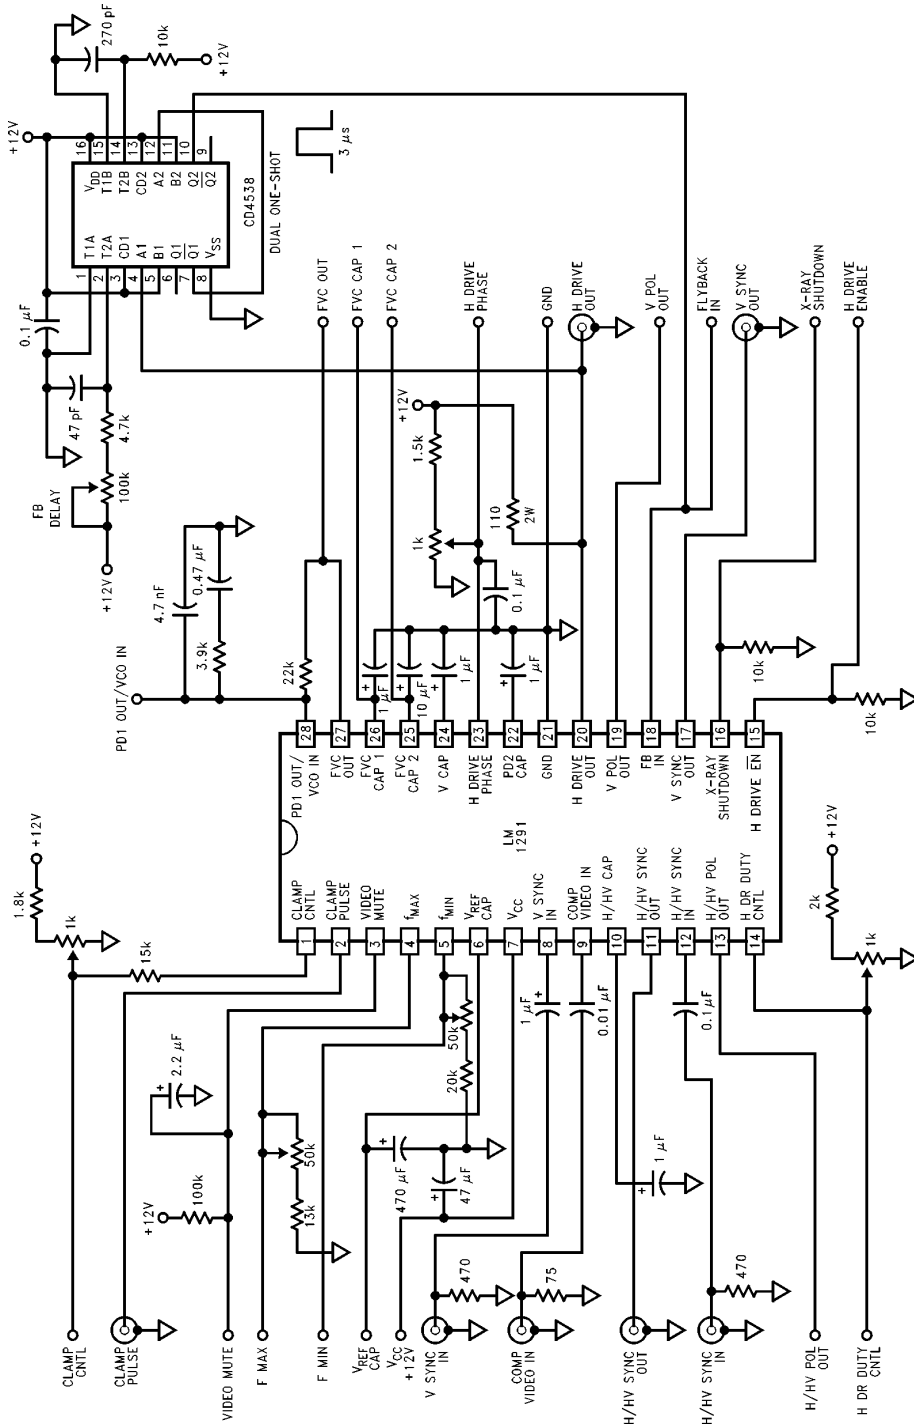 +12V
+12V
270 pF
10k
16
15
14
13
12
11
10
9
VDD
T1B
T2B
CD2
A2
B2
Q2
Q2
CD4538
DUAL ONE-SHOT
3 μs
T1A
T2A
CD1
A1
B1
Q1
Q1
VSS
1
2
3
4
5
6
7
8
0.1 μF
47 pF
4.7k
100k
FB
DELAY
+12V
FVC OUT
FVC CAP 1
FVC CAP 2
H DRIVE
PHASE
GND
H DRIVE
OUT
V POL
OUT
FLYBACK
IN
V SYNC
OUT
X-RAY
SHUTDOWN
H DRIVE
ENABLE
+12V
1.5k
1k
110
2W
0.1 μF
4.7 nF
0.47 μF
3.9k
22k
PD1 OUT/VCO IN
1 μF
10 μF
1 μF
1 μF
10k
10k
28
27
26
25
24
23
22
21
20
19
18
17
16
15
PD1 OUT/
VCO IN
FVC
OUT
FVC
CAP 1
FVC
CAP 2
V CAP
H DRIVE
PHASE
PD2
CAP
GND
H DRIVE
OUT
V POL
OUT
FB
IN
V SYNC
OUT
X-RAY
SHUTDOWN
H DRIVE EN
LM
1291
CLAMP
CNTL
CLAMP
PULSE
VIDEO
MUTE
fMAX
fMIN
VREF
CAP
VCC
V SYNC
IN
COMP
VIDEO IN
H/HV CAP
H/HV SYNC
OUT
H/HV SYNC
IN
H/HV POL
OUT
H DR DUTY
CNTL
1
2
3
4
5
6
7
8
9
10
11
12
13
14
+12V
1.8k
1k
15k
+12V
2k
1k
2.2 μF
+12V
100k
50k
13k
50k
20k
470 μF
47 μF
1 μF
0.01 μF
0.1 μF
1 μF
470
75
470
CLAMP
CNTL
CLAMP
PULSE
VIDEO MUTE
F MAX
F MIN
VREF
CAP
VCC
+12V
V SYNC
IN
COMP
VIDEO IN
H/HV SYNC
OUT
H/HV SYNC
IN
H/HV POL
OUT
H DR DUTY
CNTL